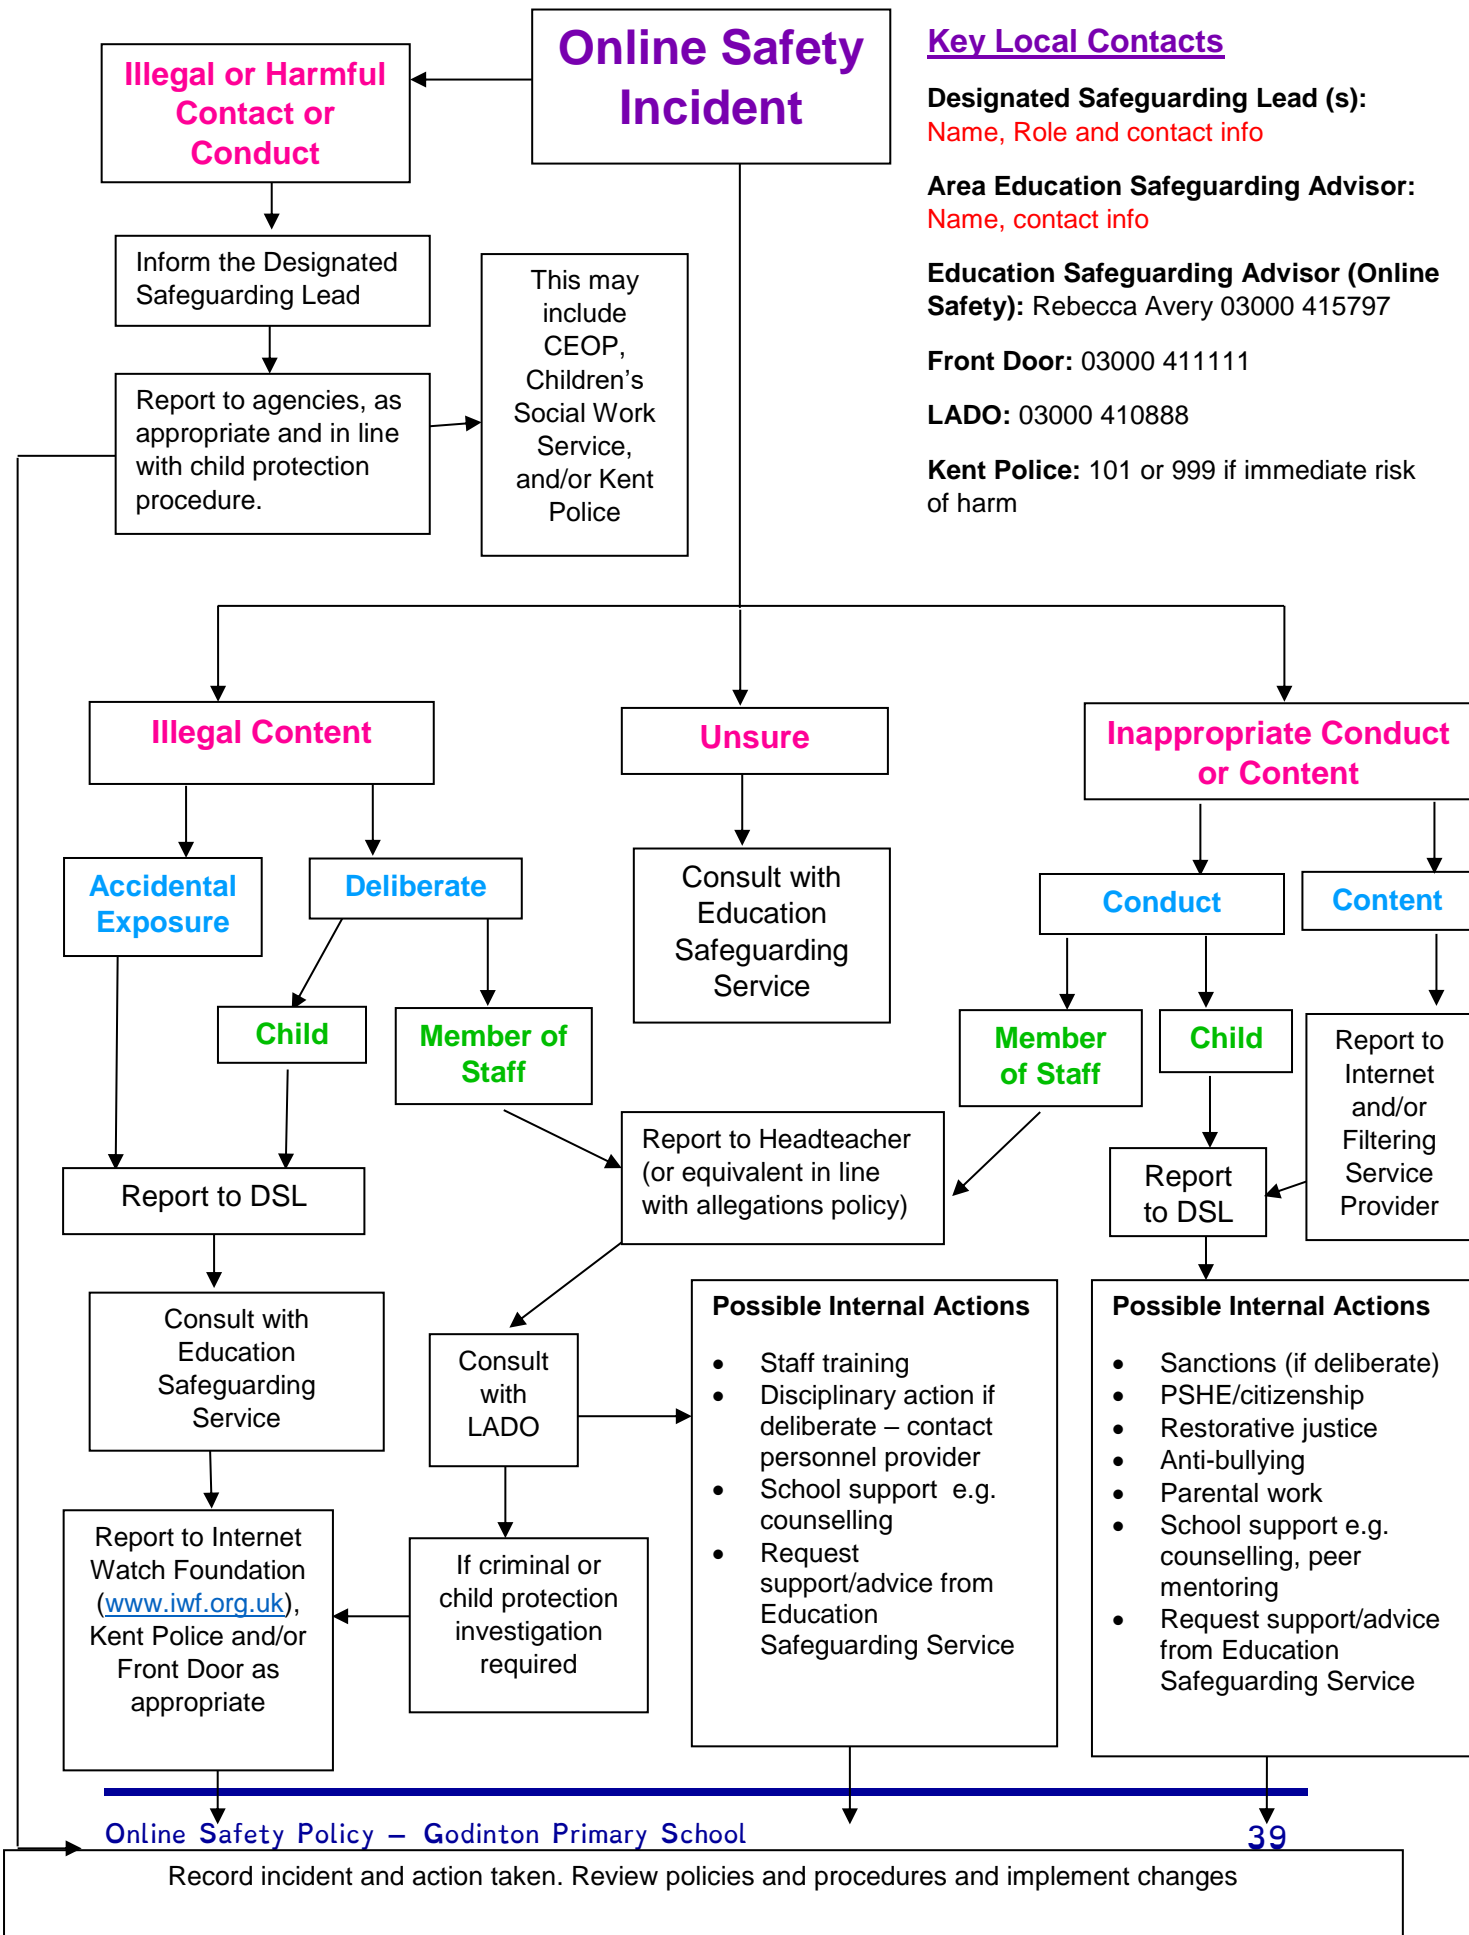 Online Safety
Incident
Key Local Contacts
Designated Safeguarding Lead (s):
Name, Role and contact info
Area Education Safeguarding Advisor:
Name, contact info
Education Safeguarding Advisor (Online
Safety): Rebecca Avery 03000 415797
Front Door: 03000 411111
LADO: 03000 410888
Kent Police: 101 or 999 if immediate risk
of harm
Illegal or Harmful
Contact or
Conduct
Inform the Designated
Safeguarding Lead
Report to agencies, as
appropriate and in line
with child protection
procedure.
This may
include
CEOP,
Children’s
Social Work
Service,
and/or Kent
Police
Illegal Content
Unsure
Inappropriate Conduct
or Content
Accidental
Exposure
Deliberate
Consult with
Education
Safeguarding
Service
Conduct
Content
Child
Member of
Staff
Member
of Staff
Child
Report to
Internet
and/or
Filtering
Service
Provider
Report to DSL
Report to Headteacher
(or equivalent in line
with allegations policy)
Report
to DSL
Consult with
Education
Safeguarding
Service
Consult
with
LADO
Possible Internal Actions
• Staff training
• Disciplinary action if
deliberate – contact
personnel provider
• School support  e.g.
counselling
• Request
support/advice from
Education
Safeguarding Service
Possible Internal Actions
• Sanctions (if deliberate)
• PSHE/citizenship
• Restorative justice
• Anti-bullying
• Parental work
• School support e.g.
counselling, peer
mentoring
• Request support/advice
from Education
Safeguarding Service
Report to Internet
Watch Foundation
(www.iwf.org.uk),
Kent Police and/or
Front Door as
appropriate
If criminal or
child protection
investigation
required
Online Safety Policy – Godinton Primary School 39
Record incident and action taken. Review policies and procedures and implement changes